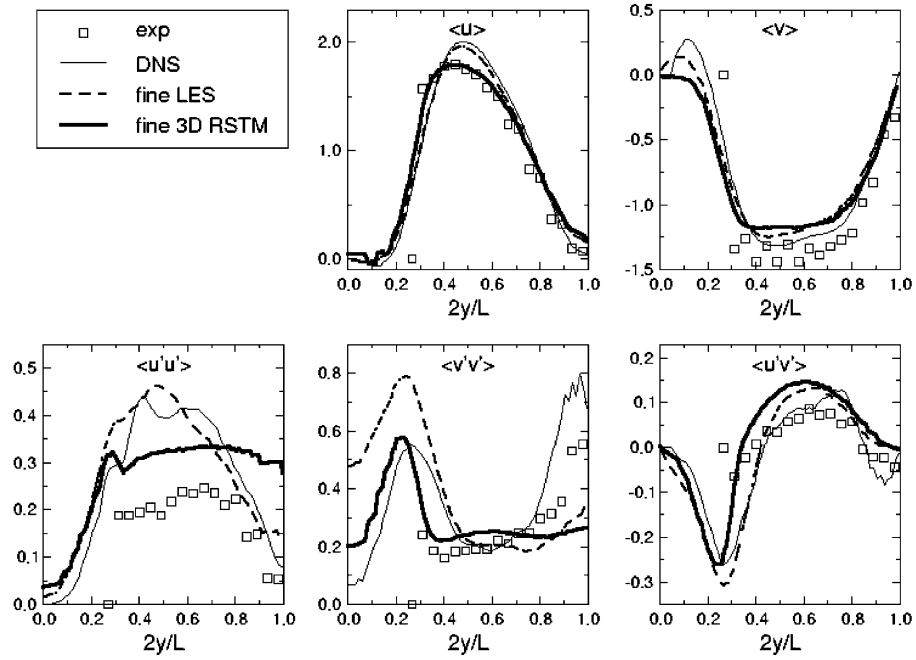 exp
DNS
fine LES
fine 3D RSTM
<u>
2.0
1.0
0.0
0.0 0.2 0.4 0.6 0.8 1.0
2y/L
<v>
0.5
0.0
-0.5
-1.0
-1.5
0.0 0.2 0.4 0.6 0.8 1.0
2y/L
<u'u'>
0.5
0.4
0.3
0.2
0.1
0.0
0.0 0.2 0.4 0.6 0.8 1.0
2y/L
<v'v'>
0.8
0.6
0.4
0.2
0.0
0.0 0.2 0.4 0.6 0.8 1.0
2y/L
<u'v'>
0.1
0.0
-0.1
-0.2
-0.3
0.0 0.2 0.4 0.6 0.8 1.0
2y/L